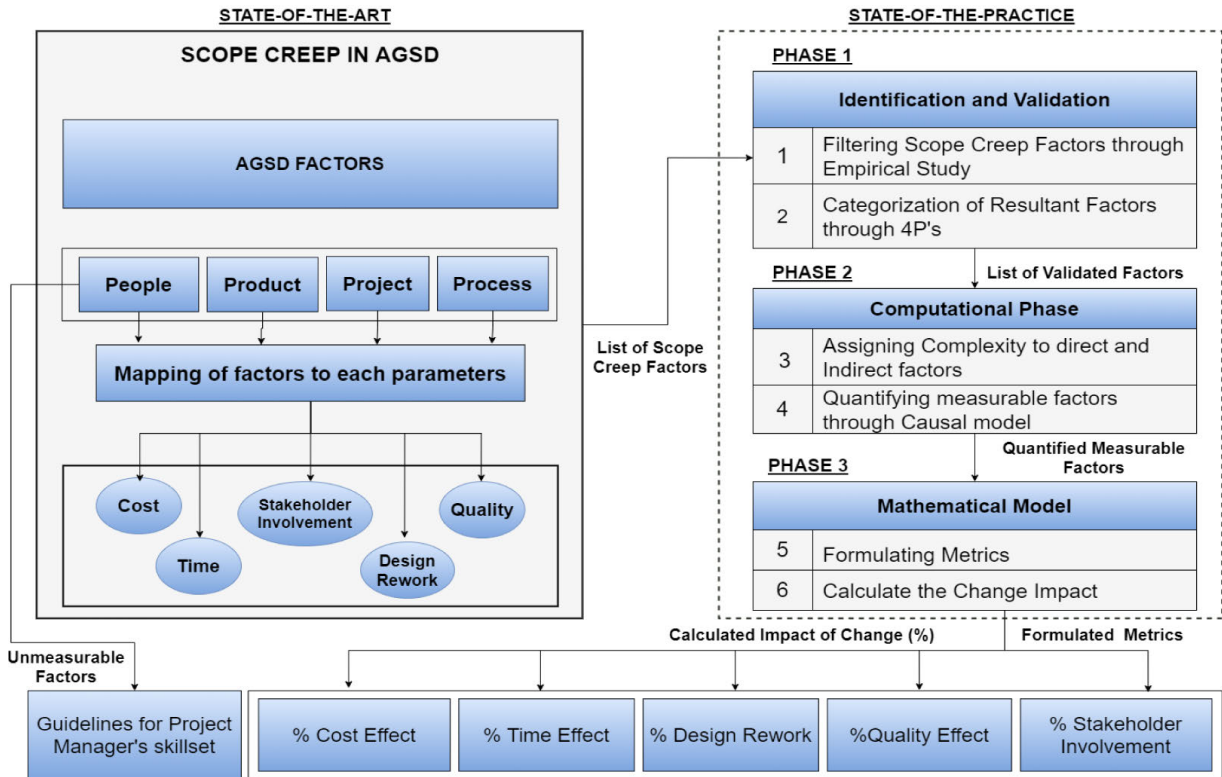 STATE-OF-THE-ART
SCOPE CREEP IN AGSD
AGSD FACTORS
People
Product
Project
Process
Mapping of factors to each parameters
Cost
Time
Stakeholder
Involvement
Design
Rework
Quality
Unmeasurable
Factors
Guidelines for Project
Manager's skillset
List of Scope
Creep Factors
STATE-OF-THE-PRACTICE
PHASE 1
Identification and Validation
1
Filtering Scope Creep Factors through
Empirical Study
2
Categorization of Resultant Factors
through 4P's
List of Validated Factors
PHASE 2
Computational Phase
3
Assigning Complexity to direct and
Indirect factors
4
Quantifying measurable factors
through Causal model
Quantified Measurable
Factors
PHASE 3
Mathematical Model
5
Formulating Metrics
6
Calculate the Change Impact
Calculated Impact of Change (%)
Formulated Metrics
% Cost Effect
% Time Effect
% Design Rework
%Quality Effect
% Stakeholder
Involvement